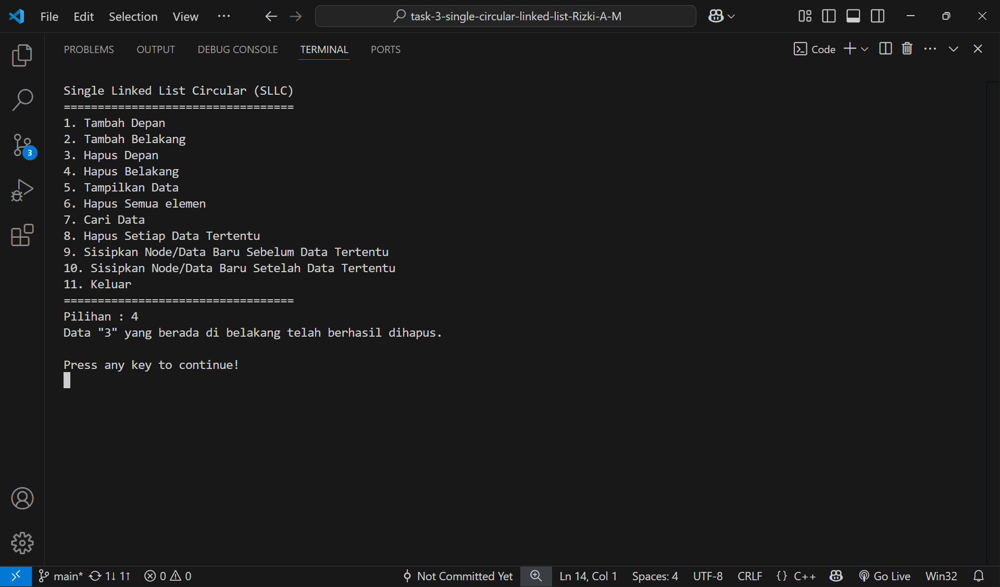 File Edit Selection View ··· task-3-single-circular-linked-list-Rizki-A-M
PROBLEMS OUTPUT DEBUG CONSOLE TERMINAL PORTS Code
Single Linked List Circular (SLLC)
==================================
1. Tambah Depan
2. Tambah Belakang
3. Hapus Depan
4. Hapus Belakang
5. Tampilkan Data
6. Hapus Semua elemen
7. Cari Data
8. Hapus Setiap Data Tertentu
9. Sisipkan Node/Data Baru Sebelum Data Tertentu
10. Sisipkan Node/Data Baru Setelah Data Tertentu
11. Keluar
==================================
Pilihan : 4
Data "3" yang berada di belakang telah berhasil dihapus.
Press any key to continue!
3
main* 1↓ 1↑ 0 0 Not Committed Yet Ln 14, Col 1 Spaces: 4 UTF-8 CRLF {} C++ Go Live Win32